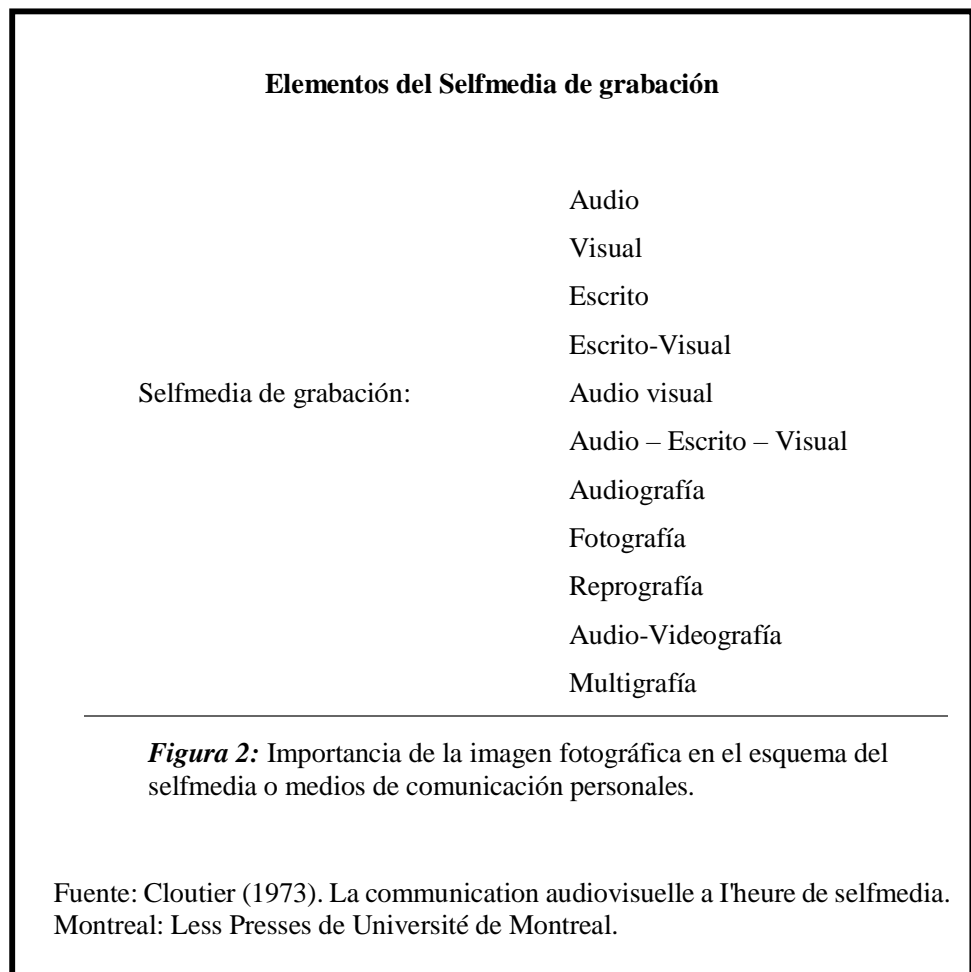 Elementos del Selfmedia de grabación
Audio
Visual
Escrito
Escrito-Visual
Selfmedia de grabación: Audio visual
Audio – Escrito – Visual
Audiografía
Fotografía
Reprografía
Audio-Videografía
Multigrafía
Figura 2: Importancia de la imagen fotográfica en el esquema del
selfmedia o medios de comunicación personales.
Fuente: Cloutier (1973). La communication audiovisuelle a I'heure de selfmedia.
Montreal: Less Presses de Université de Montreal.